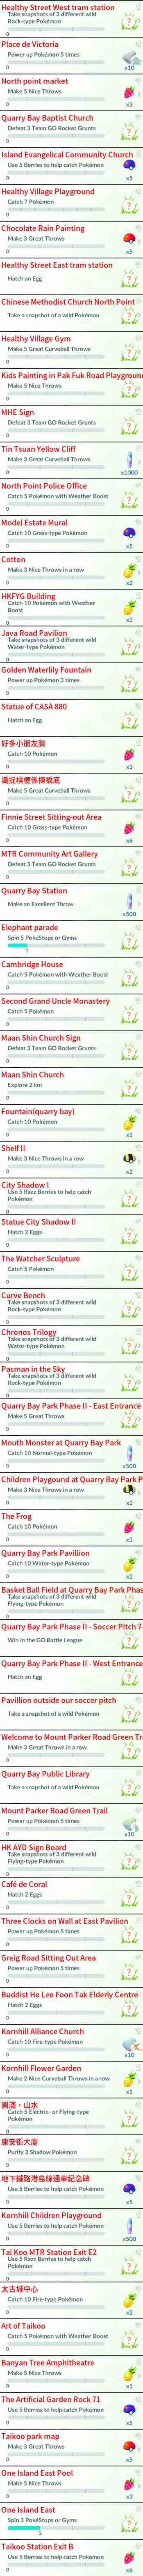 Healthy Street West tram station
Take snapshots of 3 different wild
Rock-type Pokémon
0
Place de Victoria
Power up Pokémon 5 times
0
x10
North point market
Make 5 Nice Throws
0
x3
Quarry Bay Baptist Church
Defeat 3 Team GO Rocket Grunts
0
Island Evangelical Community Church
Use 5 Berries to help catch Pokémon
0
x5
Healthy Village Playground
Catch 7 Pokémon
0
Chocolate Rain Painting
Make 3 Great Throws
0
x5
Healthy Street East tram station
Hatch an Egg
0
Chinese Methodist Church North Point
Take a snapshot of a wild Pokémon
0
Healthy Village Gym
Make 5 Great Curveball Throws
0
Kids Painting in Pak Fuk Road Playground
Make 5 Nice Throws
0
MHE Sign
Defeat 3 Team GO Rocket Grunts
0
Tin Tsuan Yellow Cliff
Make 3 Great Curveball Throws
0
x1000
North Point Police Office
Catch 5 Pokémon with Weather Boost
0
Model Estate Mural
Catch 10 Grass-type Pokémon
0
x5
Cotton
Make 3 Nice Throws in a row
0
x2
HKFYG Building
Catch 10 Pokémon with Weather
Boost
0
x2
Java Road Pavilion
Take snapshots of 3 different wild
Water-type Pokémon
0
Golden Waterlily Fountain
Power up Pokémon 3 times
0
Statue of CASA 880
Hatch an Egg
0
好多小朋友臉
Catch 10 Pokémon
0
x3
識捉棋梗係揀橋底
Make 5 Great Curveball Throws
0
Finnie Street Sitting-out Area
Catch 10 Grass-type Pokémon
0
x6
MTR Community Art Gallery
Defeat 3 Team GO Rocket Grunts
0
Quarry Bay Station
Make an Excellent Throw
0
x500
Elephant parade
Spin 5 PokéStops or Gyms
1
Cambridge House
Catch 5 Pokémon with Weather Boost
0
Second Grand Uncle Monastery
Catch 5 Pokémon
0
Maan Shin Church Sign
Defeat 3 Team GO Rocket Grunts
0
Maan Shin Church
Explore 2 km
0
Fountain(quarry bay)
Catch 10 Pokémon
0
x1
Shelf II
Make 3 Nice Throws in a row
0
x2
City Shadow I
Use 5 Razz Berries to help catch
Pokémon
0
Statue City Shadow II
Hatch 2 Eggs
0
The Watcher Sculpture
Catch 5 Pokémon
0
Curve Bench
Take snapshots of 3 different wild
Rock-type Pokémon
0
Chronos Trilogy
Take snapshots of 3 different wild
Water-type Pokémon
0
Pacman in the Sky
Take snapshots of 3 different wild
Rock-type Pokémon
0
Quarry Bay Park Phase II - East Entrance
Make 5 Great Throws
0
Mouth Monster at Quarry Bay Park
Catch 10 Normal-type Pokémon
0
x500
Children Playgound at Quarry Bay Park P
Make 3 Nice Throws in a row
0
x2
The Frog
Catch 10 Pokémon
0
x3
Quarry Bay Park Pavillion
Catch 10 Water-type Pokémon
0
x2
Basket Ball Field at Quarry Bay Park Phas
Take snapshots of 3 different wild
Flying-type Pokémon
0
Quarry Bay Park Phase II - Soccer Pitch 7-
Win in the GO Battle League
0
Quarry Bay Park Phase II - West Entrance
Hatch an Egg
0
Pavillion outside our soccer pitch
Take a snapshot of a wild Pokémon
0
Welcome to Mount Parker Road Green Tr
Make 3 Great Throws in a row
0
Quarry Bay Public Library
Take a snapshot of a wild Pokémon
0
Mount Parker Road Green Trail
Power up Pokémon 5 times
0
x10
HK AYD Sign Board
Take snapshots of 3 different wild
Flying-type Pokémon
0
Café de Coral
Hatch 2 Eggs
0
Three Clocks on Wall at East Pavilion
Power up Pokémon 5 times
0
Greig Road Sitting Out Area
Power up Pokémon 5 times
0
Buddist Ho Lee Foon Tak Elderly Centre
Hatch 2 Eggs
0
Kornhill Alliance Church
Catch 10 Fire-type Pokémon
0
x10
Kornhill Flower Garden
Make 2 Nice Curveball Throws in a row
0
x1
圓滿，山水
Catch 5 Electric- or Flying-type
Pokémon
0
康安街大廈
Purify 3 Shadow Pokémon
0
地下鐵路港島線通車紀念碑
Use 5 Berries to help catch Pokémon
0
x5
Kornhill Children Playground
Use 5 Berries to help catch Pokémon
0
x500
Tai Koo MTR Station Exit E2
Use 5 Razz Berries to help catch
Pokémon
0
太古城中心
Catch 10 Fire-type Pokémon
0
x2
Art of Taikoo
Catch 5 Pokémon with Weather Boost
0
Banyan Tree Amphitheatre
Make 5 Nice Throws
0
x1
The Artificial Garden Rock 71
Use 5 Berries to help catch Pokémon
0
x5
Taikoo park map
Make 3 Great Throws
0
x5
One Island East Pool
Make 5 Nice Throws
0
x3
One Island East
Spin 3 PokéStops or Gyms
1
Taikoo Station Exit B
Use 5 Berries to help catch Pokémon
0
x6